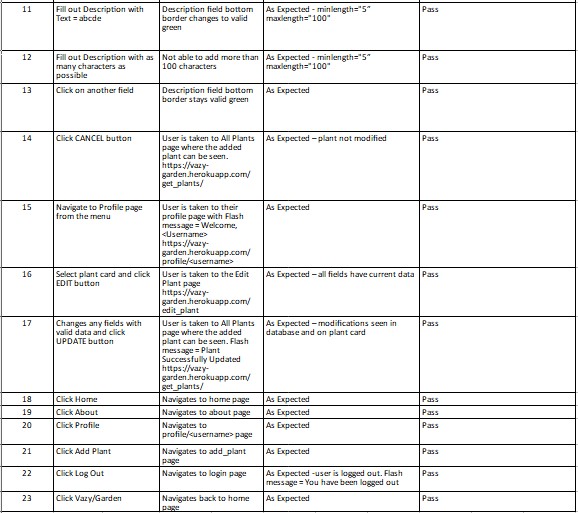 11 Fill out Description with Description field bottom As Expected - minlength="5" Pass
Text = abcde border changes to valid maxlength="100"
green
12 Fill out Description with as Not able to add more than As Expected - minlength="5" Pass
many characters as 100 characters maxlength="100"
possible
13 Click on another field Description field bottom As Expected Pass
border stays valid green
14 Click CANCEL button User is taken to All Plants As Expected – plant not modified Pass
page where the added
plant can be seen.
https://vazy-
garden.herokuapp.com/
get_plants/
15 Navigate to Profile page User is taken to their As Expected Pass
from the menu profile page with Flash
message = Welcome,
<Username>
https://vazy-
garden.herokuapp.com/
profile/<username>
16 Select plant card and click User is taken to the Edit As Expected – all fields have current data Pass
EDIT button Plant page
https://vazy-
garden.herokuapp.com/
edit_plant
17 Changes any fields with User is taken to All Plants As Expected – modifications seen in Pass
valid data and click page where the added database and on plant card
UPDATE button plant can be seen. Flash
message = Plant
Successfully Updated
https://vazy-
garden.herokuapp.com/
get_plants/
18 Click Home Navigates to home page As Expected Pass
19 Click About Navigates to about page As Expected Pass
20 Click Profile Navigates to As Expected Pass
profile/<username> page
21 Click Add Plant Navigates to add_plant As Expected Pass
page
22 Click Log Out Navigates to login page As Expected -user is logged out. Flash Pass
message = You have been logged out
23 Click Vazy/Garden Navigates back to home As Expected Pass
page